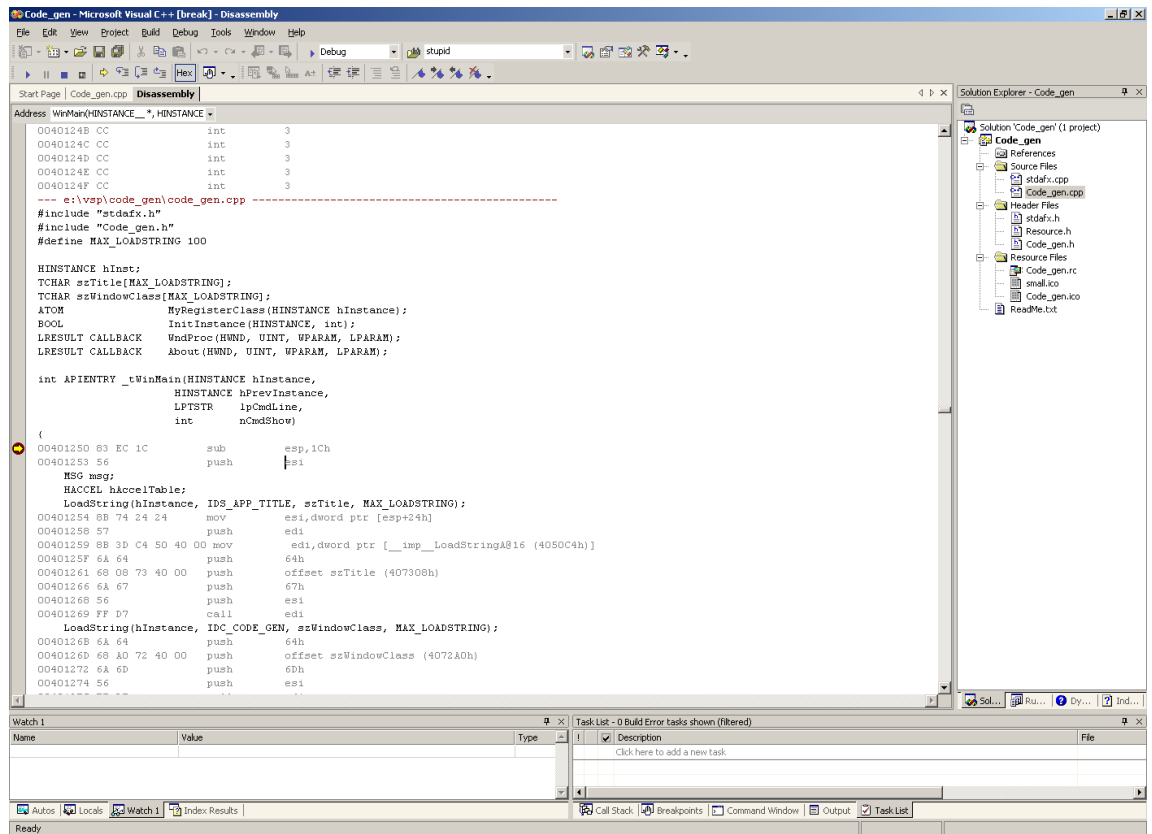 Code_gen - Microsoft Visual C++ [break] - Disassembly
File Edit View Project Build Debug Tools Window Help
Debug stupid
Hex
Start Page Code_gen.cpp Disassembly
Address WinMain(HINSTANCE__ *, HINSTANCE
0040124B CC int 3
0040124C CC int 3
0040124D CC int 3
0040124E CC int 3
0040124F CC int 3
--- e:\vsp\code_gen\code_gen.cpp -----------------------------------------------
#include "stdafx.h"
#include "Code_gen.h"
#define MAX_LOADSTRING 100
HINSTANCE hInst;
TCHAR szTitle[MAX_LOADSTRING];
TCHAR szWindowClass[MAX_LOADSTRING];
ATOM MyRegisterClass(HINSTANCE hInstance);
BOOL InitInstance(HINSTANCE, int);
LRESULT CALLBACK WndProc(HWND, UINT, WPARAM, LPARAM);
LRESULT CALLBACK About(HWND, UINT, WPARAM, LPARAM);
int APIENTRY _tWinMain(HINSTANCE hInstance,
HINSTANCE hPrevInstance,
LPTSTR lpCmdLine,
int nCmdShow)
{
00401250 83 EC 1C sub esp,1Ch
00401253 56 push esi
MSG msg;
HACCEL hAccelTable;
LoadString(hInstance, IDS_APP_TITLE, szTitle, MAX_LOADSTRING);
00401254 8B 74 24 24 mov esi,dword ptr [esp+24h]
00401258 57 push edi
00401259 8B 3D C4 50 40 00 mov edi,dword ptr [__imp__LoadStringA@16 (4050C4h)]
0040125F 6A 64 push 64h
00401261 68 08 73 40 00 push offset szTitle (407308h)
00401266 6A 67 push 67h
00401268 56 push esi
00401269 FF D7 call edi
LoadString(hInstance, IDC_CODE_GEN, szWindowClass, MAX_LOADSTRING);
0040126B 6A 64 push 64h
0040126D 68 A0 72 40 00 push offset szWindowClass (4072A0h)
00401272 6A 6D push 6Dh
00401274 56 push esi
Solution Explorer - Code_gen
Solution 'Code_gen' (1 project)
Code_gen
References
Source Files
stdafx.cpp
Code_gen.cpp
Header Files
stdafx.h
Resource.h
Code_gen.h
Resource Files
Code_gen.rc
small.ico
Code_gen.ico
ReadMe.txt
Sol... Ru... Dy... Ind...
Watch 1
Name Value Type
Autos Locals Watch 1 Index Results
Task List - 0 Build Error tasks shown (filtered)
! Description File
Click here to add a new task
Call Stack Breakpoints Command Window Output Task List
Ready